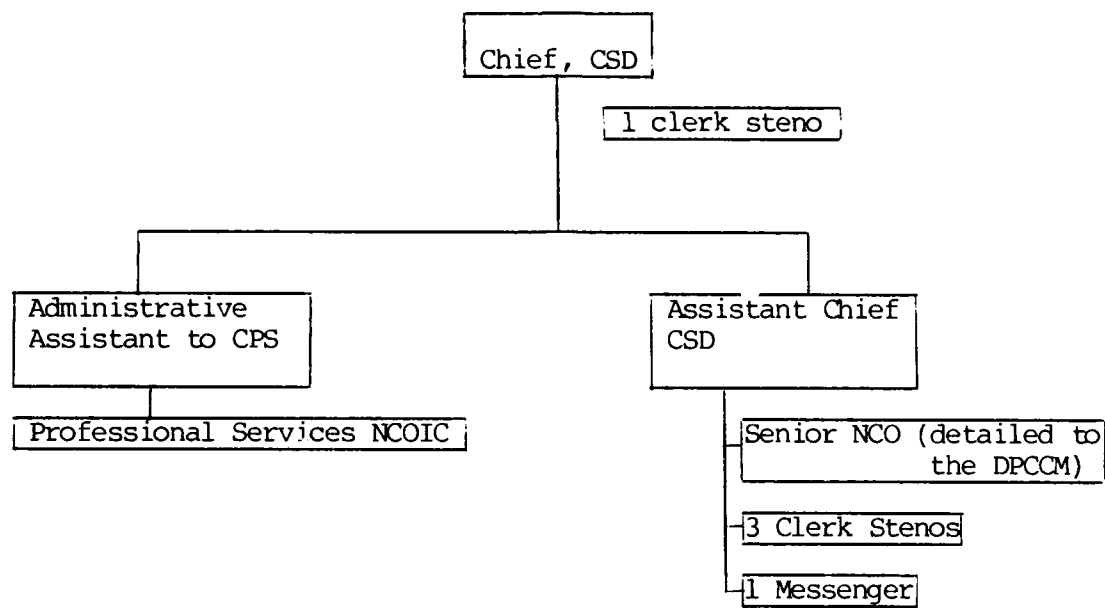 Chief, CSD
1 clerk steno
Administrative
Assistant to CPS
Assistant Chief
CSD
Professional Services NCOIC
Senior NCO (detailed to
the DPCCM)
3 Clerk Stenos
1 Messenger